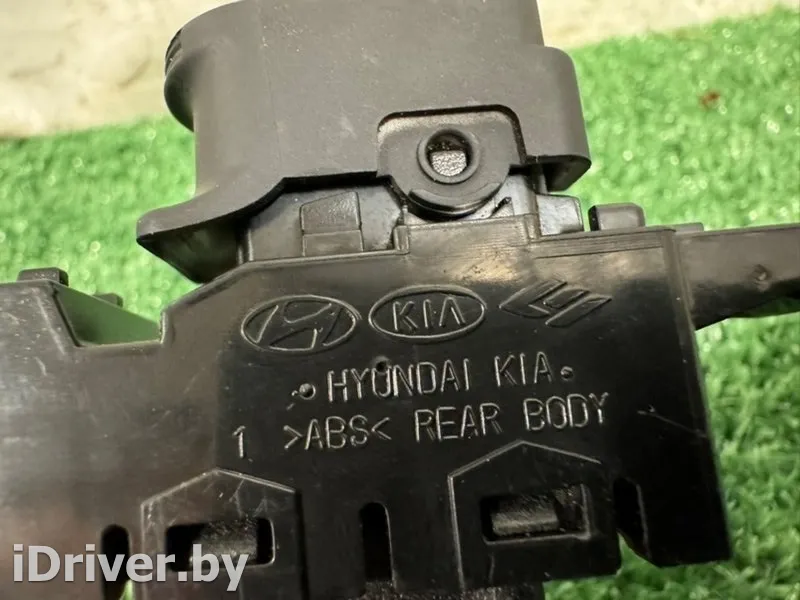 KIA
HYUNDAI KIA
1 >ABS< REAR BODY
iDriver.by